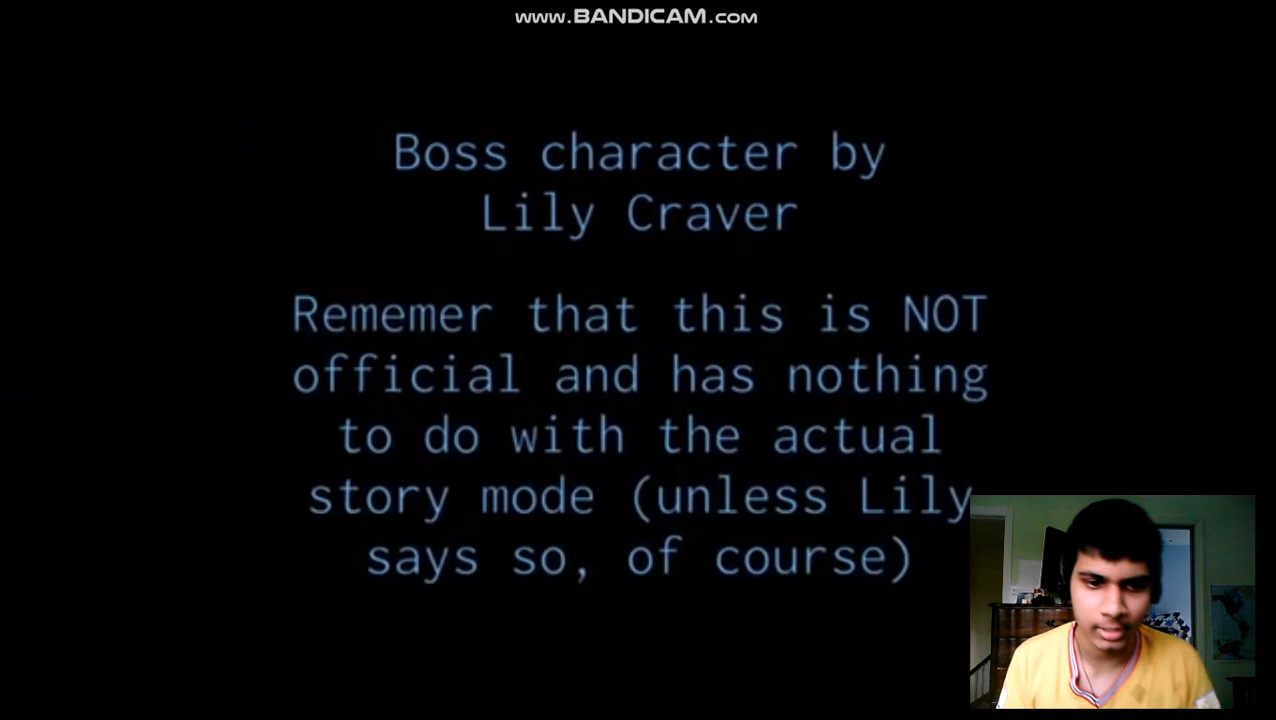 www.BANDICAM.com
Boss character by
Lily Craver
Rememer that this is NOT
official and has nothing
to do with the actual
story mode (unless Lily
says so, of course)